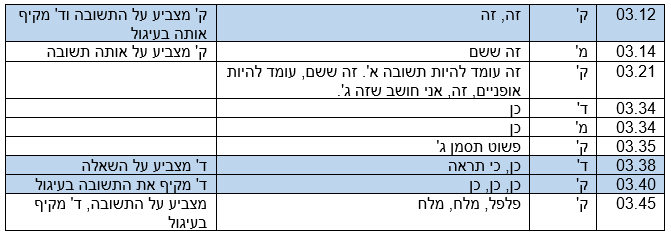 03.12 ק' זה, זה ק' מצביע על התשובה וד' מקיף
אותה בעיגול
03.14 מ' זה ששם ק' מצביע על אותה תשובה
03.21 ק' זה עומד להיות תשובה א'. זה ששם, עומד להיות
אופניים, זה, אני חושב שזה ג'.
03.34 ד' כן
03.34 מ' כן
03.35 ק' פשוט תסמן ג'
03.38 ד' כן, כי תראה ד' מצביע על השאלה
03.40 ק' כן, כן, כן ד' מקיף את התשובה בעיגול
03.45 ק' פלפל, מלח, מלח מצביע על התשובה, ד' מקיף
בעיגול